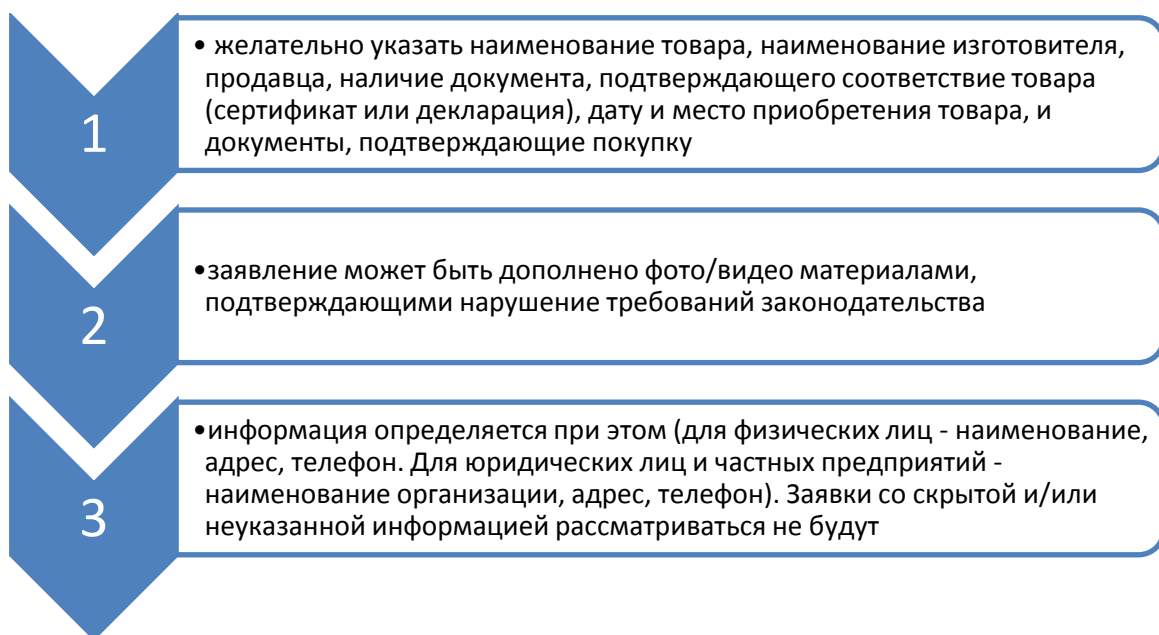 1
• желательно указать наименование товара, наименование изготовителя,
продавца, наличие документа, подтверждающего соответствие товара
(сертификат или декларация), дату и место приобретения товара, и
документы, подтверждающие покупку
2
•заявление может быть дополнено фото/видео материалами,
подтверждающими нарушение требований законодательства
3
•информация определяется при этом (для физических лиц - наименование,
адрес, телефон. Для юридических лиц и частных предприятий -
наименование организации, адрес, телефон). Заявки со скрытой и/или
неуказанной информацией рассматриваться не будут